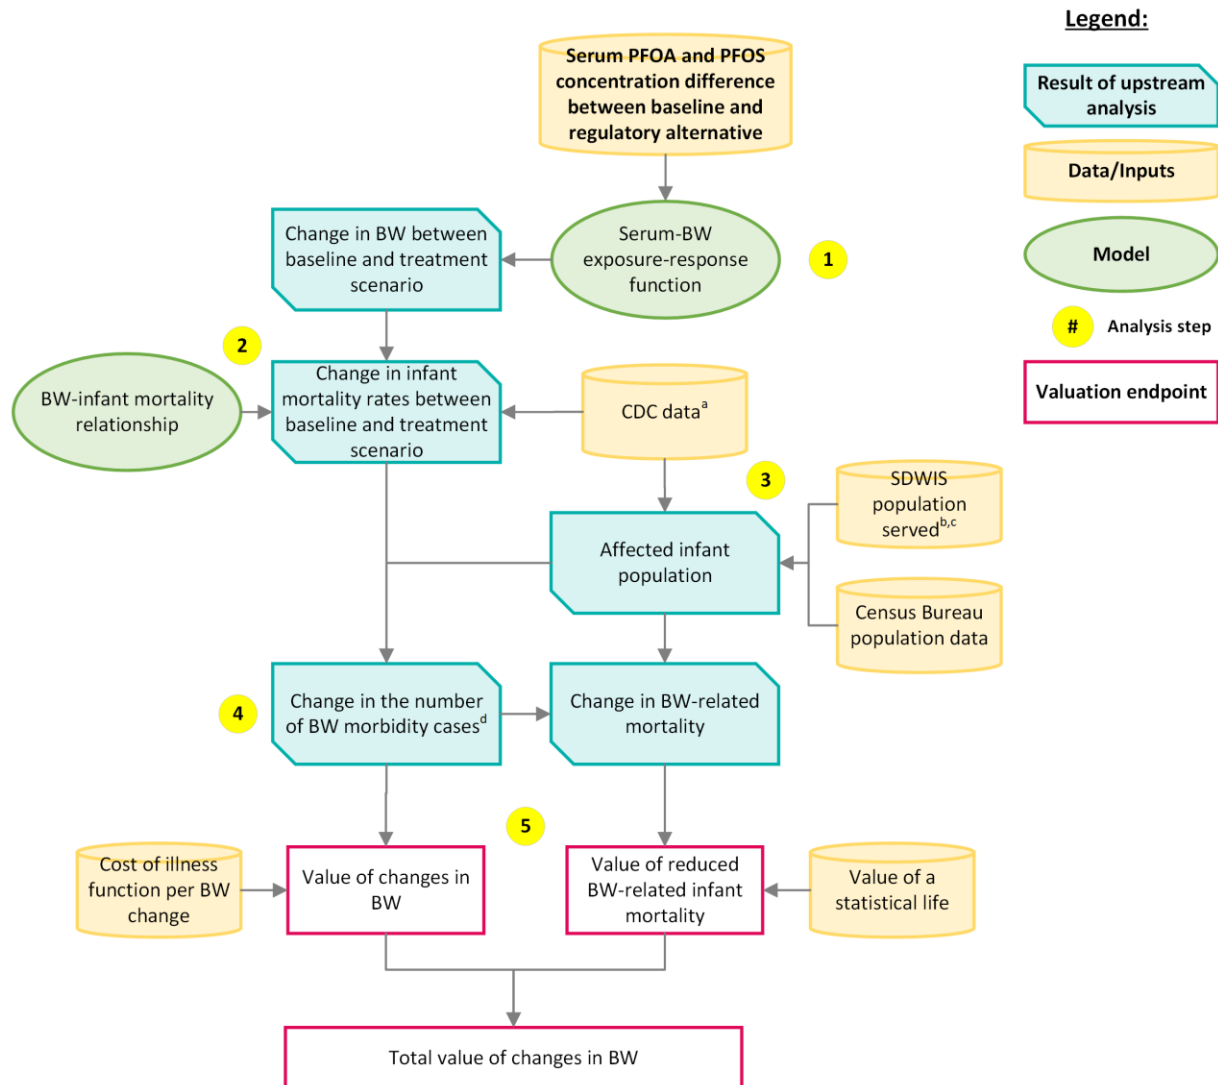 Legend:
Serum PFOA and PFOS
concentration difference
between baseline and
regulatory alternative
Result of upstream
analysis
Data/Inputs
Change in BW between
baseline and treatment
scenario
Serum-BW
exposure-response
function
1
Model
# Analysis step
2
BW-infant mortality
relationship
Change in infant
mortality rates between
baseline and treatment
scenario
CDC dataᵃ
Valuation endpoint
3
SDWIS
population
servedᵇ,ᶜ
Affected infant
population
Census Bureau
population data
4
Change in the number
of BW morbidity casesᵈ
Change in BW-related
mortality
5
Cost of illness
function per BW
change
Value of changes in
BW
Value of reduced
BW-related infant
mortality
Value of a
statistical life
Total value of changes in BW